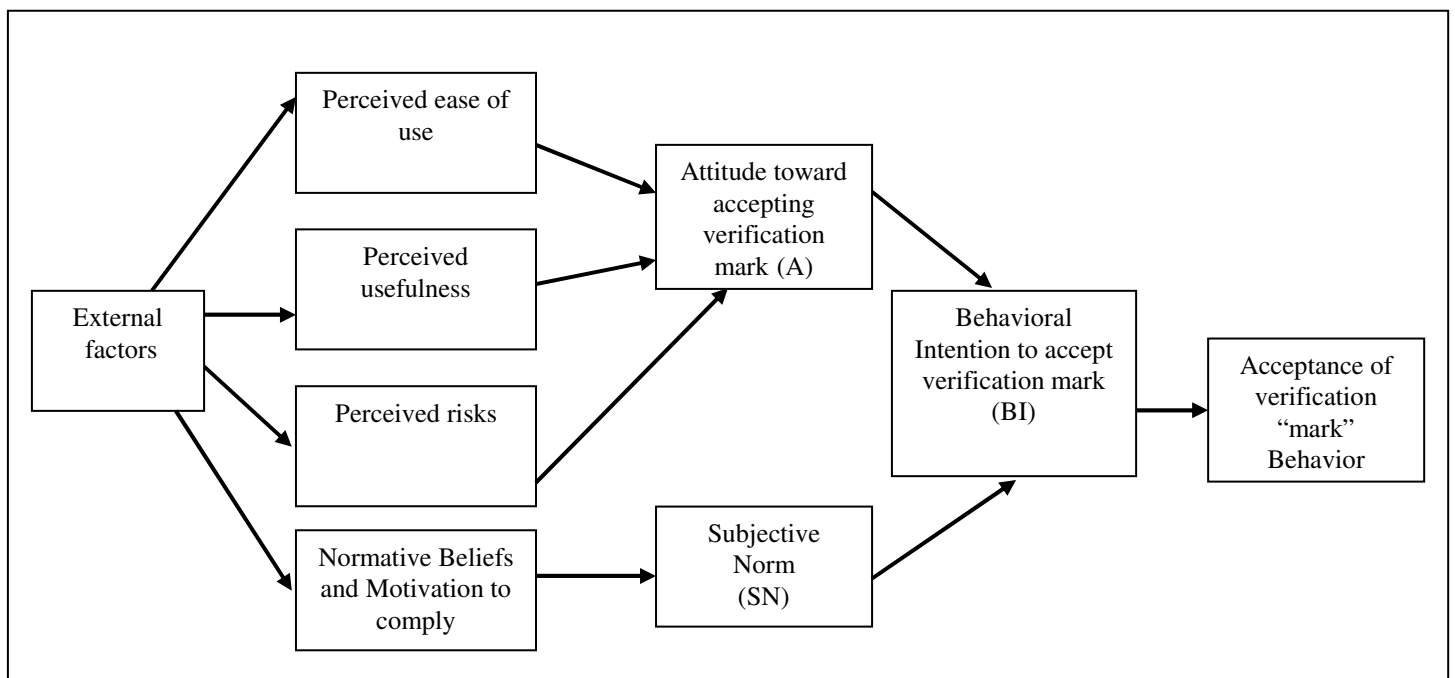 Perceived ease of
use
Perceived
usefulness
Perceived risks
Normative Beliefs
and Motivation to
comply
External
factors
Attitude toward
accepting
verification
mark (A)
Subjective
Norm
(SN)
Behavioral
Intention to accept
verification mark
(BI)
Acceptance of
verification
“mark”
Behavior